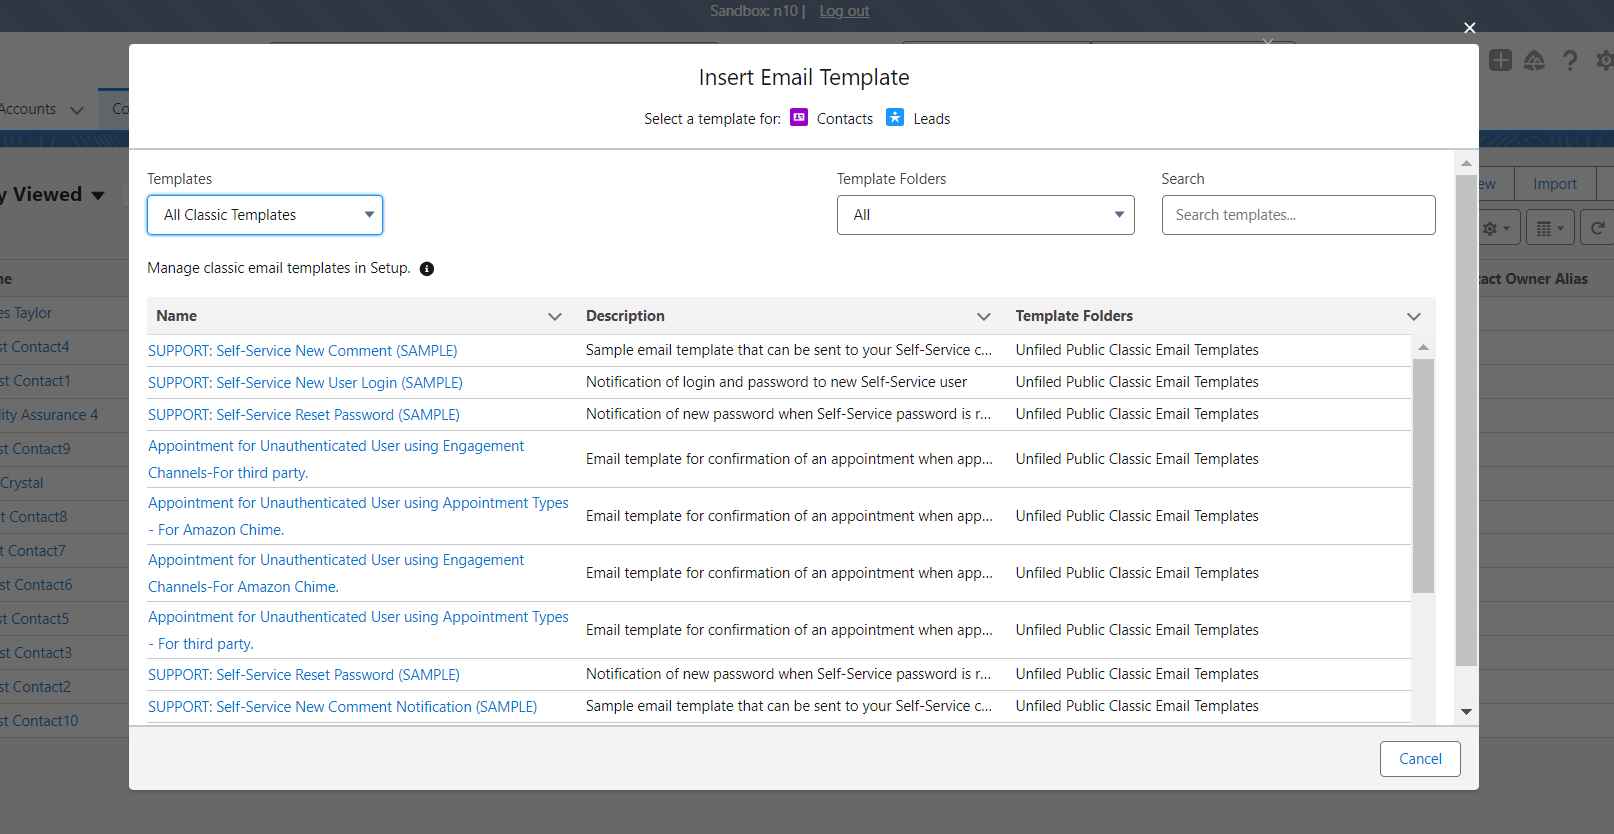 Sandbox: n10 | Log out
Accounts
Co
Insert Email Template
Select a template for: Contacts Leads
y Viewed
ew
Import
Templates
Template Folders
Search
All Classic Templates
All
Search templates...
Manage classic email templates in Setup.
Name
Description
Template Folders
SUPPORT: Self-Service New Comment (SAMPLE)
Sample email template that can be sent to your Self-Service c...
Unfiled Public Classic Email Templates
SUPPORT: Self-Service New User Login (SAMPLE)
Notification of login and password to new Self-Service user
Unfiled Public Classic Email Templates
SUPPORT: Self-Service Reset Password (SAMPLE)
Notification of new password when Self-Service password is r...
Unfiled Public Classic Email Templates
Appointment for Unauthenticated User using Engagement
Channels-For third party.
Email template for confirmation of an appointment when app...
Unfiled Public Classic Email Templates
Appointment for Unauthenticated User using Appointment Types
- For Amazon Chime.
Email template for confirmation of an appointment when app...
Unfiled Public Classic Email Templates
Appointment for Unauthenticated User using Engagement
Channels-For Amazon Chime.
Email template for confirmation of an appointment when app...
Unfiled Public Classic Email Templates
Appointment for Unauthenticated User using Appointment Types
- For third party.
Email template for confirmation of an appointment when app...
Unfiled Public Classic Email Templates
SUPPORT: Self-Service Reset Password (SAMPLE)
Notification of new password when Self-Service password is r...
Unfiled Public Classic Email Templates
SUPPORT: Self-Service New Comment Notification (SAMPLE)
Sample email template that can be sent to your Self-Service c...
Unfiled Public Classic Email Templates
Cancel
ne
es Taylor
st Contact4
st Contact1
lity Assurance 4
st Contact9
Crystal
t Contact8
t Contact7
st Contact6
st Contact5
st Contact3
st Contact2
st Contact10
tact Owner Alias